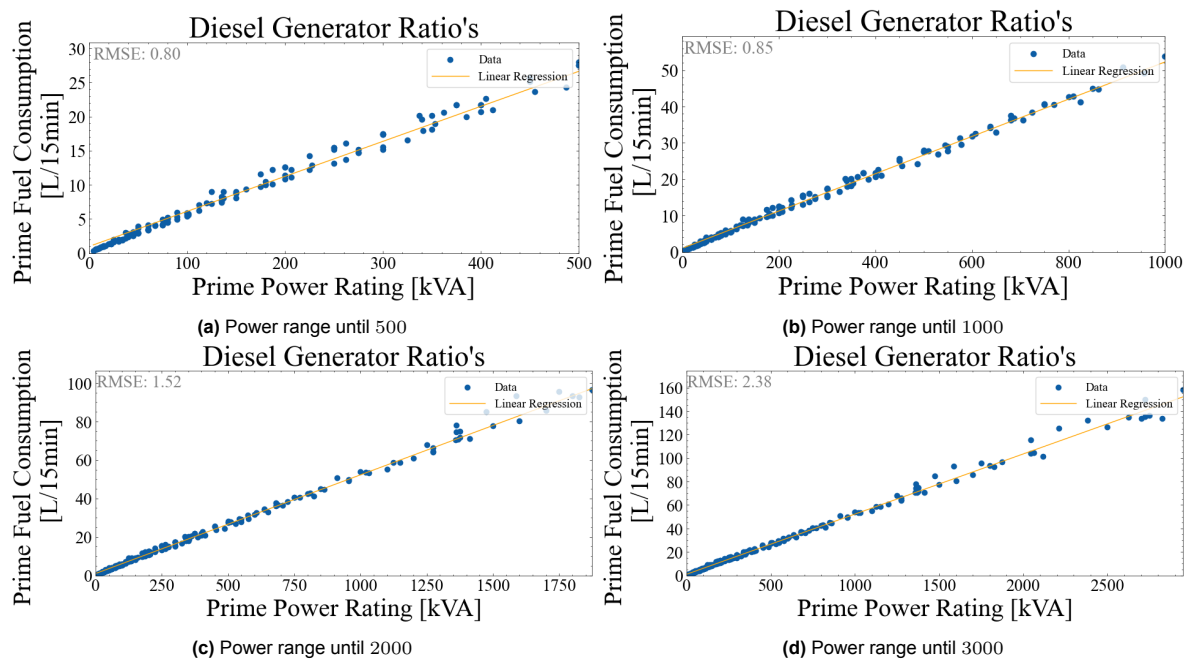 Diesel Generator Ratio's
RMSE: 0.80
Data
Linear Regression
Prime Fuel Consumption
[L/15min]
30
25
20
15
10
5
0
0 100 200 300 400 500
Prime Power Rating [kVA]
(a) Power range until 500
Diesel Generator Ratio's
RMSE: 0.85
Data
Linear Regression
Prime Fuel Consumption
[L/15min]
50
40
30
20
10
0
0 200 400 600 800 1000
Prime Power Rating [kVA]
(b) Power range until 1000
Diesel Generator Ratio's
RMSE: 1.52
Data
Linear Regression
Prime Fuel Consumption
[L/15min]
100
80
60
40
20
0
0 250 500 750 1000 1250 1500 1750
Prime Power Rating [kVA]
(c) Power range until 2000
Diesel Generator Ratio's
RMSE: 2.38
Data
Linear Regression
Prime Fuel Consumption
[L/15min]
160
140
120
100
80
60
40
20
0
500 1000 1500 2000 2500
Prime Power Rating [kVA]
(d) Power range until 3000